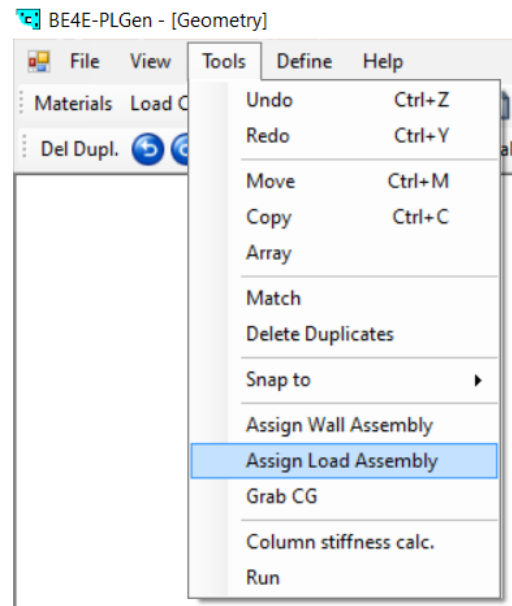 BE4E-PLGen - [Geometry]
File View Tools Define Help
Materials Load C
Del Dupl.
Undo Ctrl+Z
Redo Ctrl+Y
Move Ctrl+M
Copy Ctrl+C
Array
Match
Delete Duplicates
Snap to
Assign Wall Assembly
Assign Load Assembly
Grab CG
Column stiffness calc.
Run